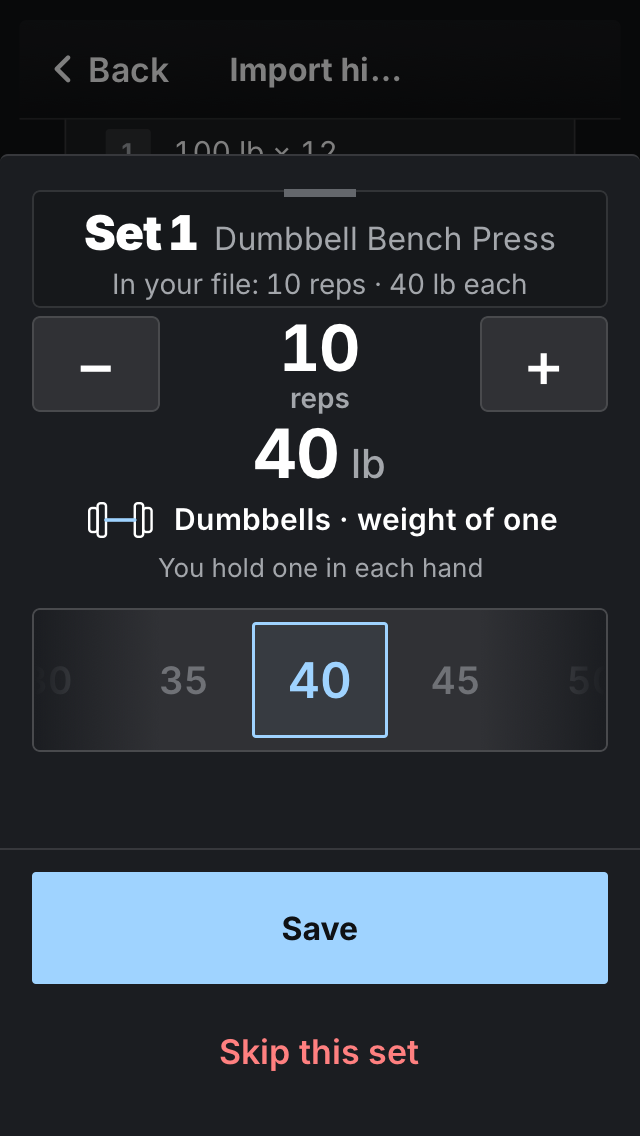 Back Import hi…
Set 1 Dumbbell Bench Press
In your file: 10 reps · 40 lb each
− 10 +
reps
40 lb
Dumbbells · weight of one
You hold one in each hand
35 40 45
Save
Skip this set